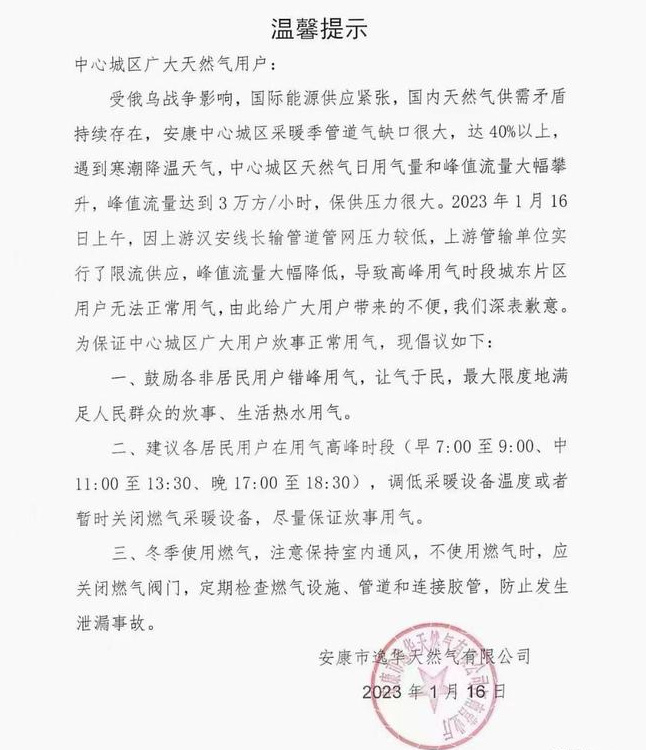 温馨提示
中心城区广大天然气用户：
受俄乌战争影响，国际能源供应紧张，国内天然气供需矛盾
持续存在，安康中心城区采暖季管道气缺口很大，达 40%以上，
遇到寒潮降温天气，中心城区天然气日用气量和峰值流量大幅攀
升，峰值流量达到 3 万方/小时，保供压力很大。2023 年 1 月 16
日上午，因上游汉安线长输管道管网压力较低，上游管输单位实
行了限流供应，峰值流量大幅降低，导致高峰用气时段城东片区
用户无法正常用气，由此给广大用户带来的不便，我们深表歉意。
为保证中心城区广大用户炊事正常用气，现倡议如下：
一、鼓励各非居民用户错峰用气，让气于民，最大限度地满
足人民群众的炊事、生活热水用气。
二、建议各居民用户在用气高峰时段（早 7:00 至 9:00、中
11:00 至 13:30、晚 17:00 至 18:30），调低采暖设备温度或者
暂时关闭燃气采暖设备，尽量保证炊事用气。
三、冬季使用燃气，注意保持室内通风，不使用燃气时，应
关闭燃气阀门，定期检查燃气设施、管道和连接胶管，防止发生
泄漏事故。
安康市逸华天然气有限公司
2023 年 1 月 16 日